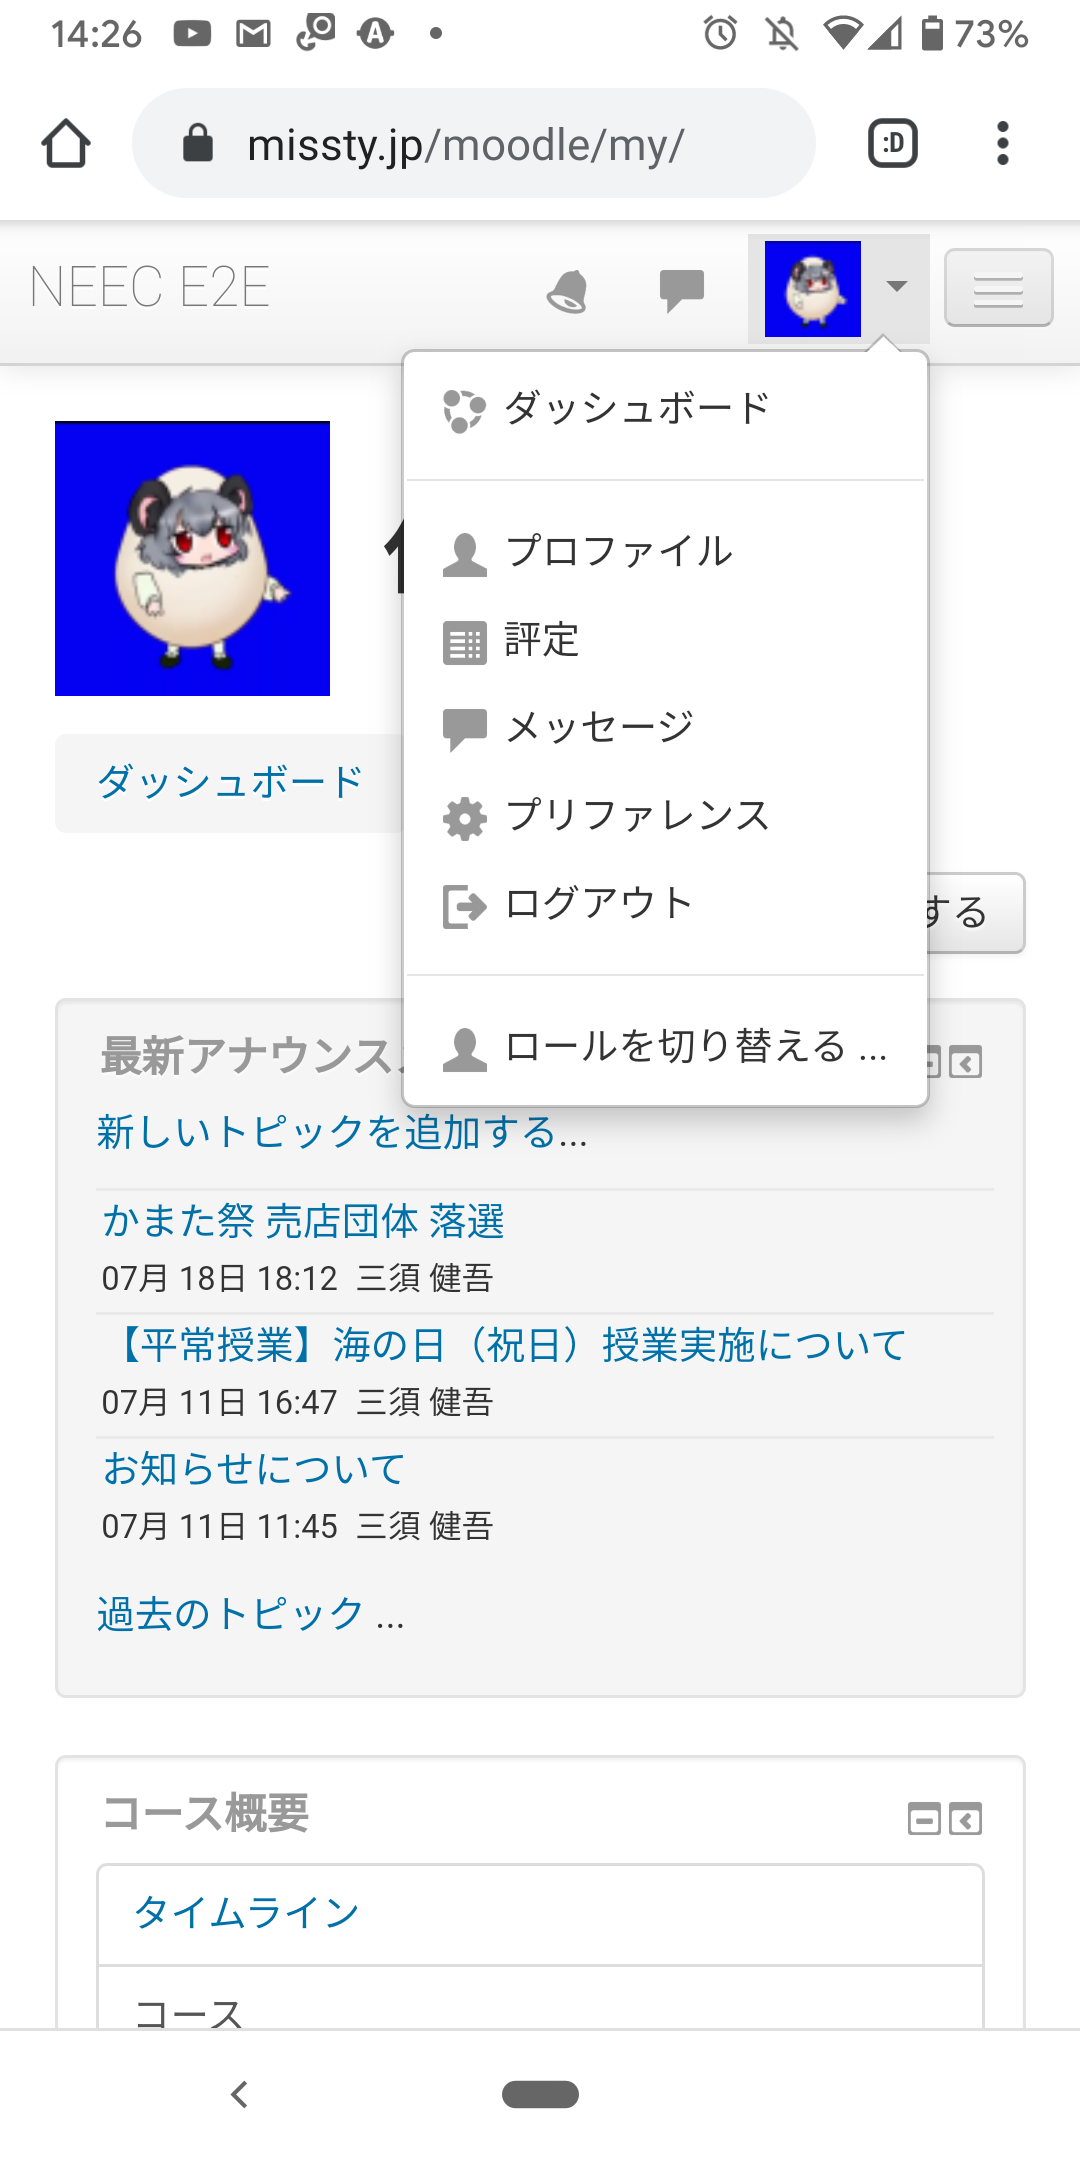 14:26
73%
missty.jp/moodle/my/
:D
NEEC E2E
ダッシュボード
プロファイル
評定
メッセージ
プリファレンス
ログアウト
ロールを切り替える ...
ダッシュボード
する
最新アナウンス
新しいトピックを追加する...
かまた祭 売店団体 落選
07月 18日 18:12 三須 健吾
【平常授業】海の日（祝日）授業実施について
07月 11日 16:47 三須 健吾
お知らせについて
07月 11日 11:45 三須 健吾
過去のトピック ...
コース概要
タイムライン
コース